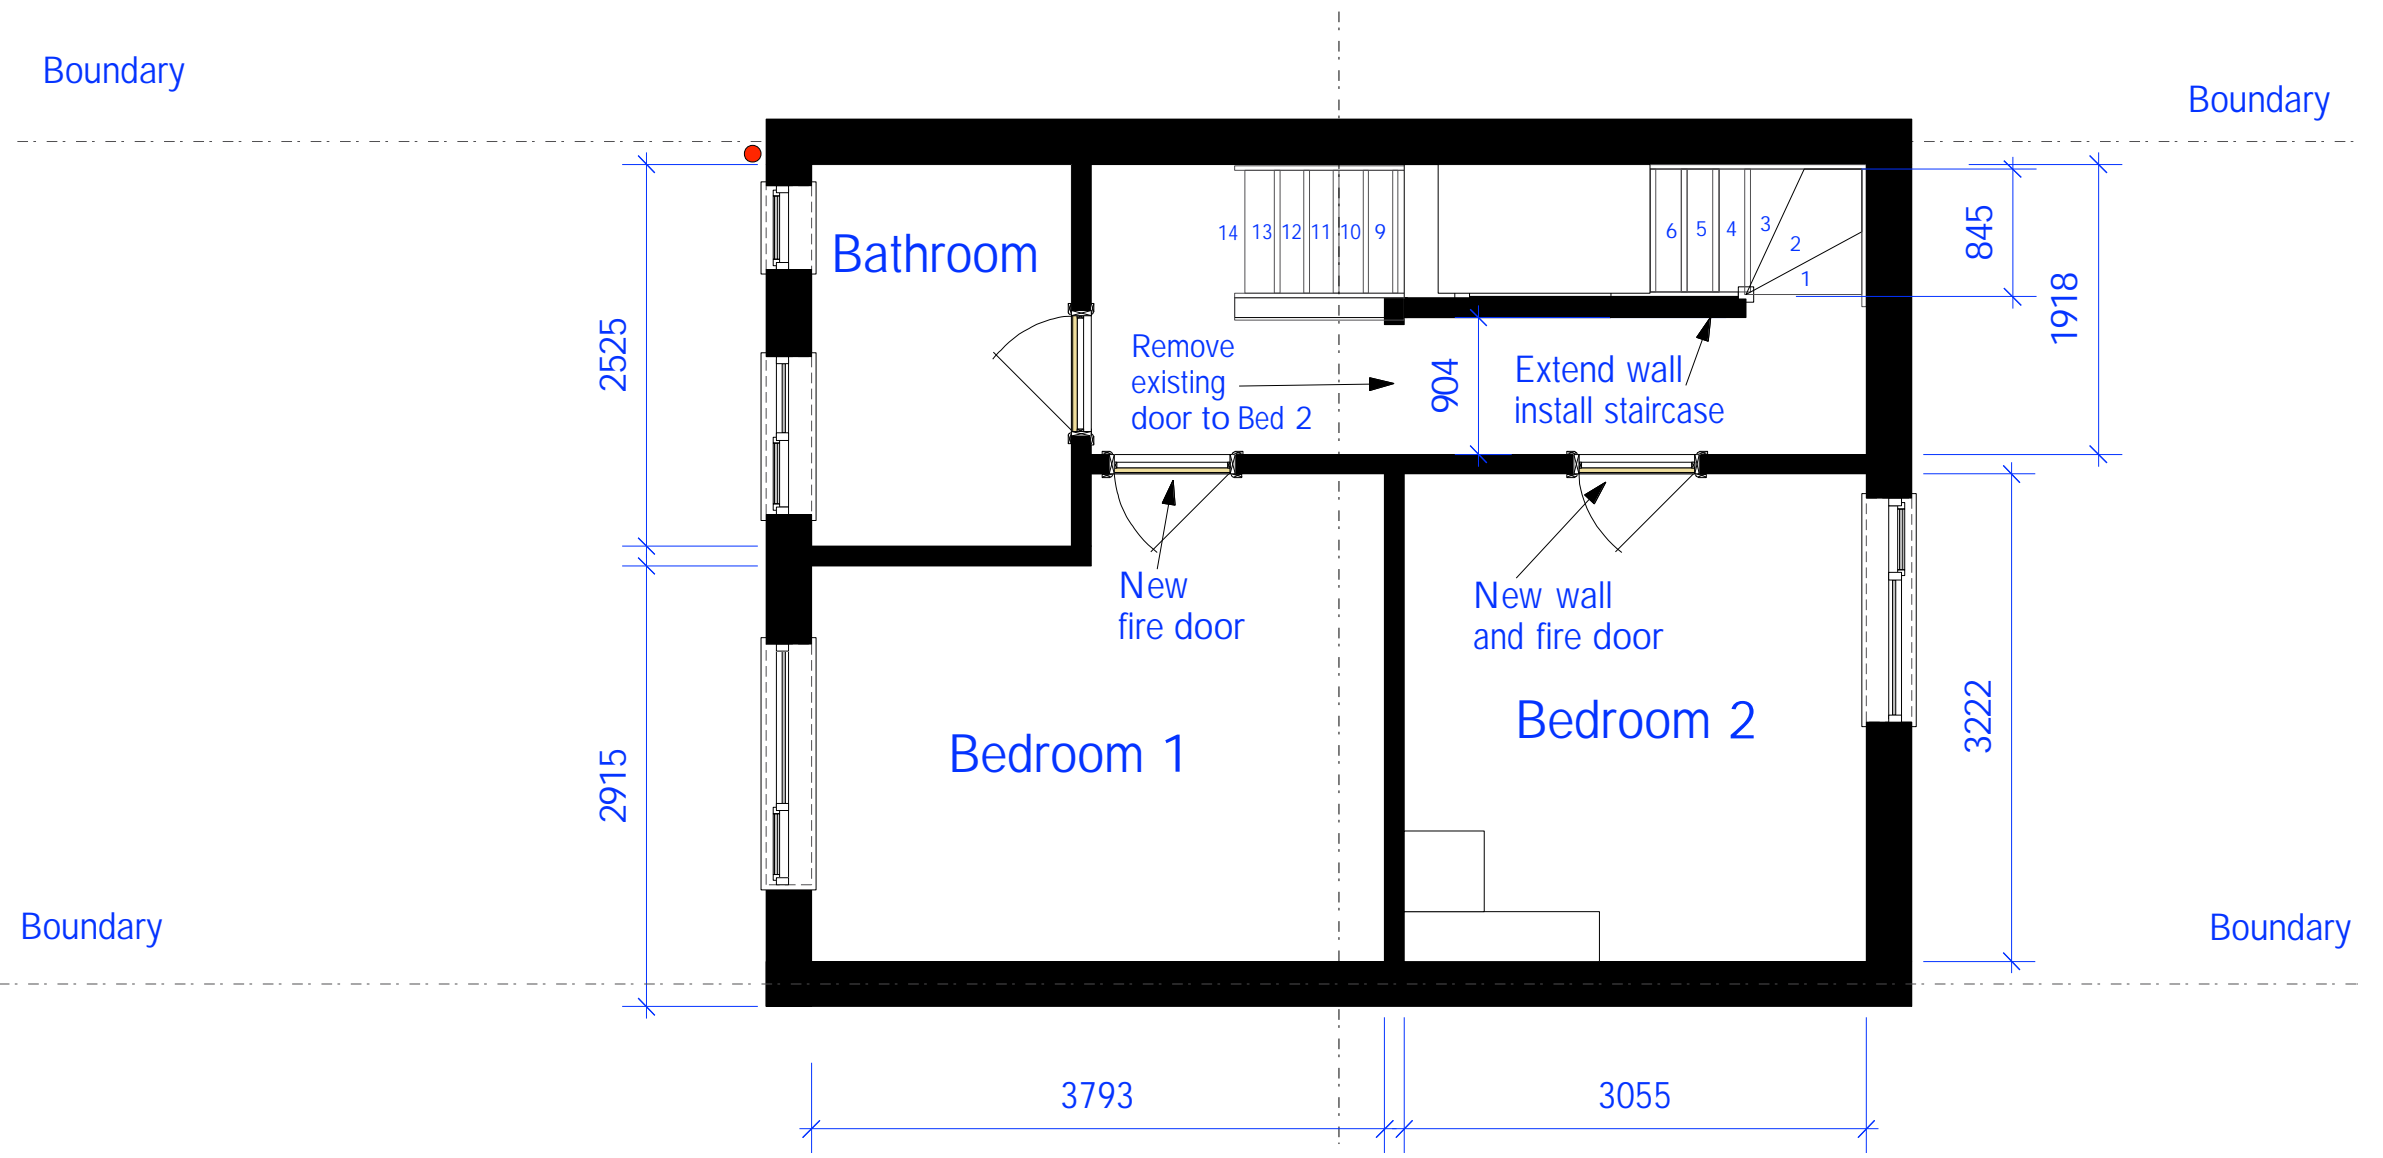 Boundary
Boundary
Bathroom
14 13 12 11 10 9
6 5 4 3 2 1
845
1918
2525
Remove
existing
door to Bed 2
904
Extend wall
install staircase
New
fire door
New wall
and fire door
Bedroom 1
Bedroom 2
3222
2915
Boundary
Boundary
3793
3055